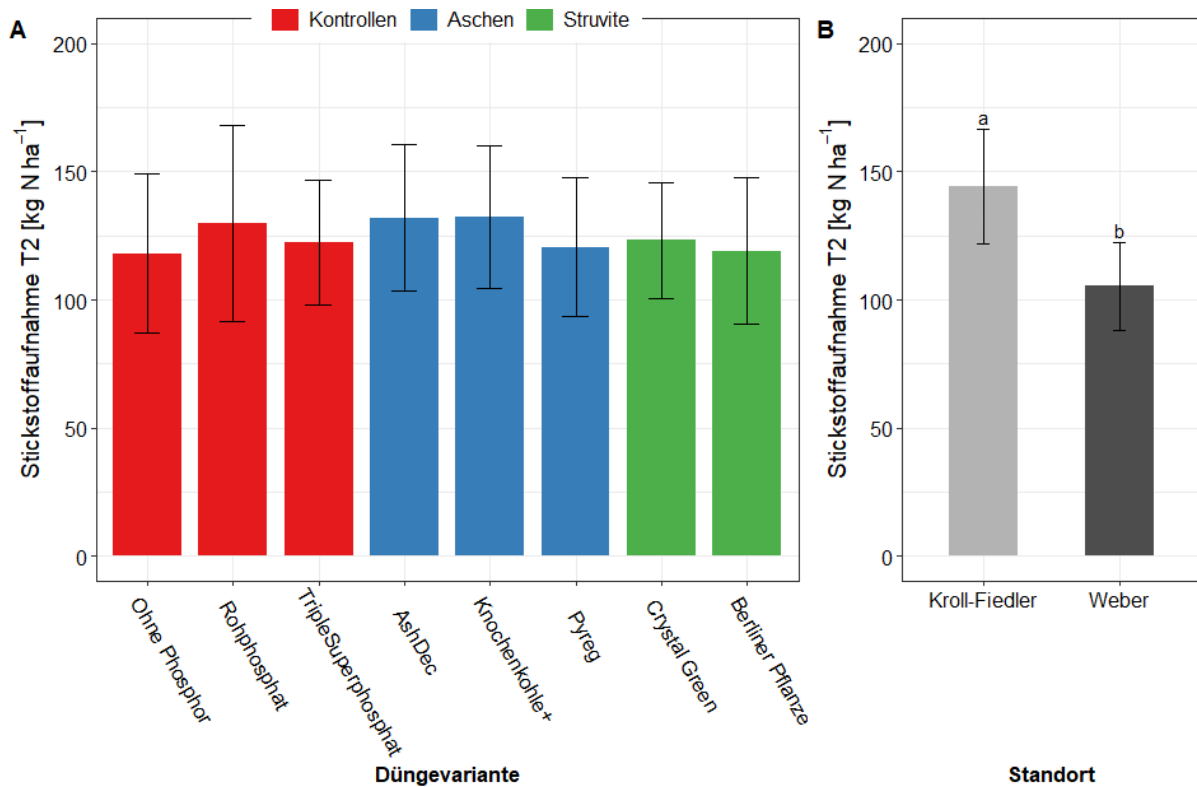 A
Kontrollen Aschen Struvite
Stickstoffaufnahme T2 [kg N ha⁻¹]
200
150
100
50
0
Ohne Phosphor
Rohphosphat
TripleSuperphosphat
AshDec
Knochenkohle+
Pyreg
Crystal Green
Berliner Pflanze
Düngevariante
B
Stickstoffaufnahme T2 [kg N ha⁻¹]
200
150
100
50
0
a
b
Kroll-Fiedler Weber
Standort